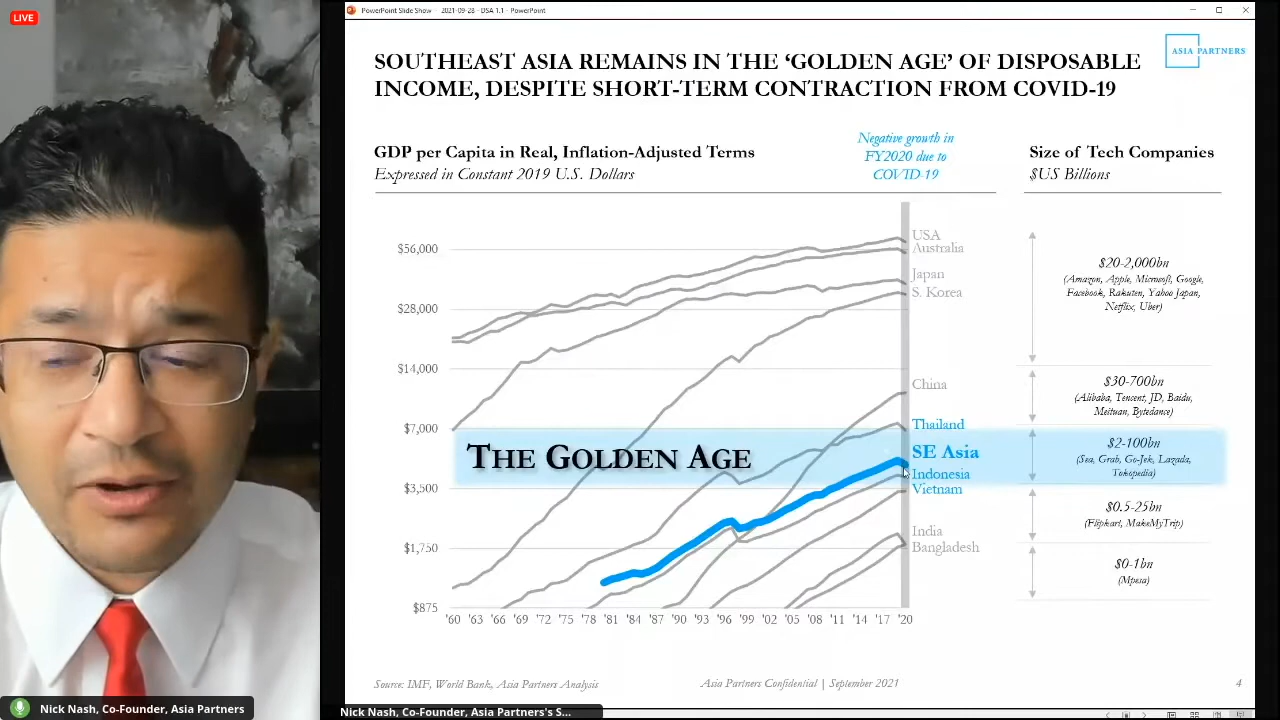 LIVE
PowerPoint Slide Show - 2021-09-28 - DSA 1.1 - PowerPoint
SOUTHEAST ASIA REMAINS IN THE ‘GOLDEN AGE’ OF DISPOSABLE
INCOME, DESPITE SHORT-TERM CONTRACTION FROM COVID-19
ASIA PARTNERS
GDP per Capita in Real, Inflation-Adjusted Terms
Expressed in Constant 2019 U.S. Dollars
Negative growth in
FY2020 due to
COVID-19
Size of Tech Companies
$US Billions
$56,000
$28,000
$14,000
$7,000
$3,500
$1,750
$875
'60 '63 '66 '69 '72 '75 '78 '81 '84 '87 '90 '93 '96 '99 '02 '05 '08 '11 '14 '17 '20
THE GOLDEN AGE
USA
Australia
Japan
S. Korea
China
Thailand
SE Asia
Indonesia
Vietnam
India
Bangladesh
$20-2,000bn
(Amazon, Apple, Microsoft, Google,
Facebook, Rakuten, Yahoo Japan,
Netflix, Uber)
$30-700bn
(Alibaba, Tencent, JD, Baidu,
Meituan, Bytedance)
$2-100bn
(Sea, Grab, Go-Jek, Lazada,
Tokopedia)
$0.5-25bn
(Flipkart, MakeMyTrip)
$0-1bn
(Mpesa)
Source: IMF, World Bank, Asia Partners Analysis
Asia Partners Confidential | September 2021
4
Nick Nash, Co-Founder, Asia Partners
Nick Nash, Co-Founder, Asia Partners's S...